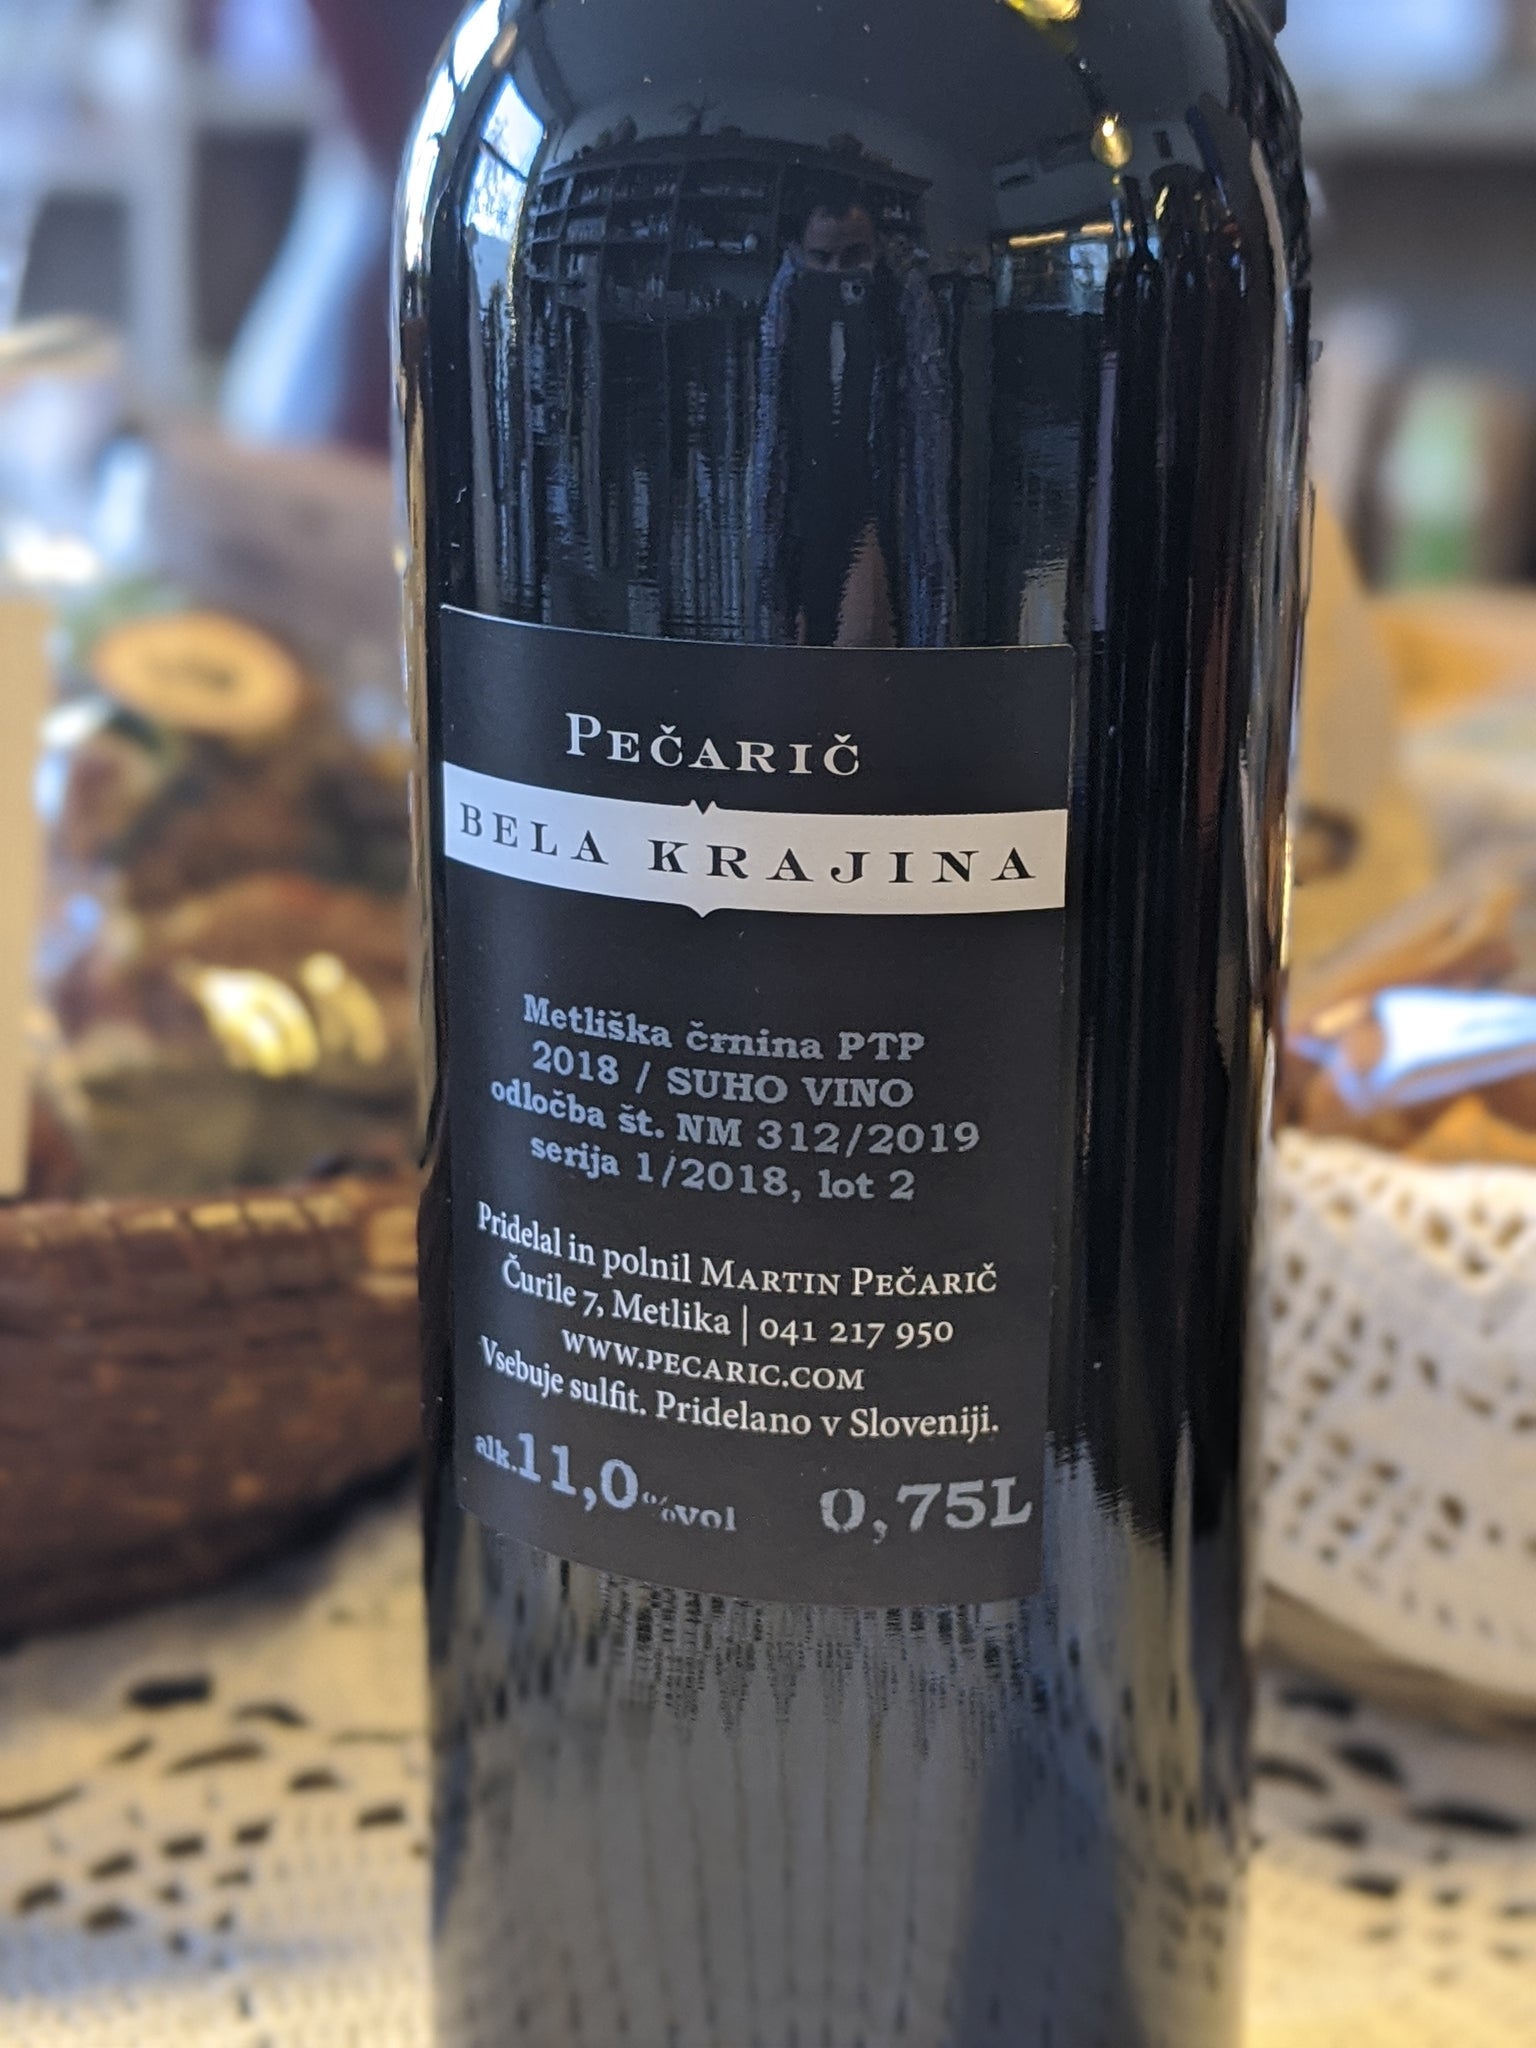 PEČARIČ
BELA KRAJINA
Metliška črnina PTP
2018 / SUHO VINO
odločba št. NM 312/2019
serija 1/2018, lot 2
Pridelal in polnil MARTIN PEČARIČ
Čurile 7, Metlika | 041 217 950
WWW.PECARIC.COM
Vsebuje sulfit. Pridelano v Sloveniji.
alk.11,0%vol 0,75L